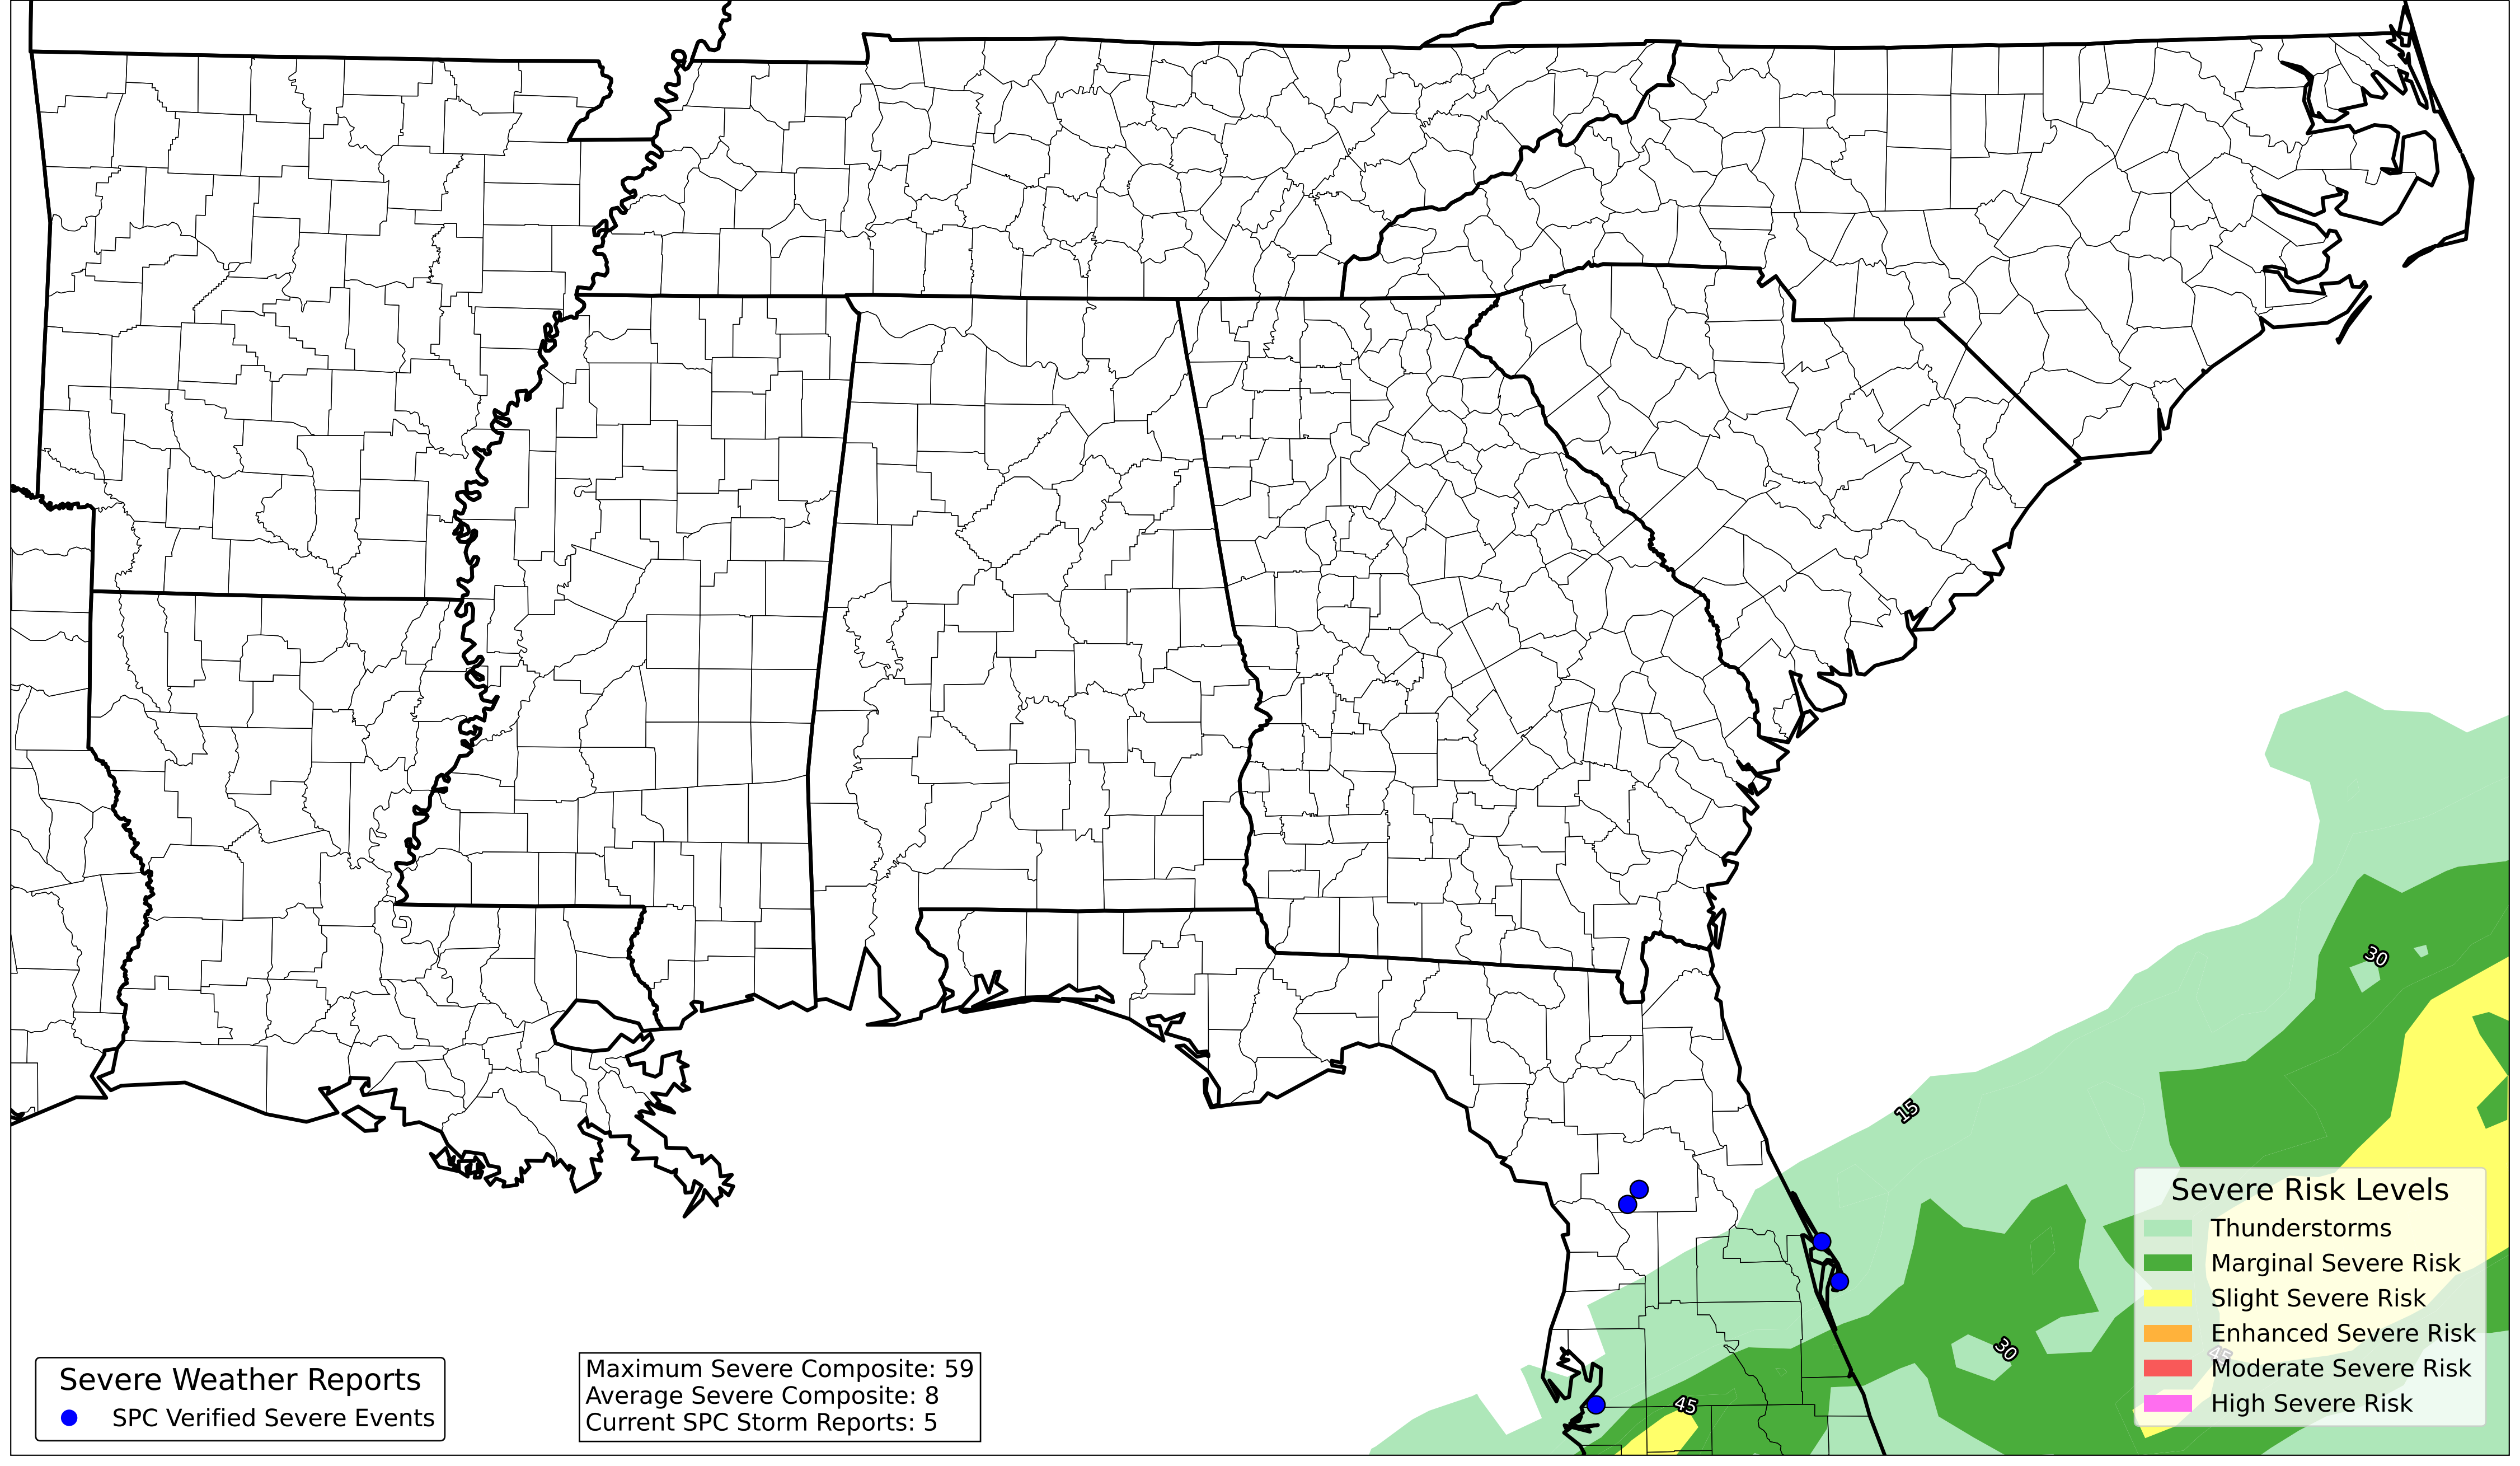 30
15
30
45
45
Severe Risk Levels
Thunderstorms
Marginal Severe Risk
Slight Severe Risk
Enhanced Severe Risk
Moderate Severe Risk
High Severe Risk
Severe Weather Reports
SPC Verified Severe Events
Maximum Severe Composite: 59
Average Severe Composite: 8
Current SPC Storm Reports: 5